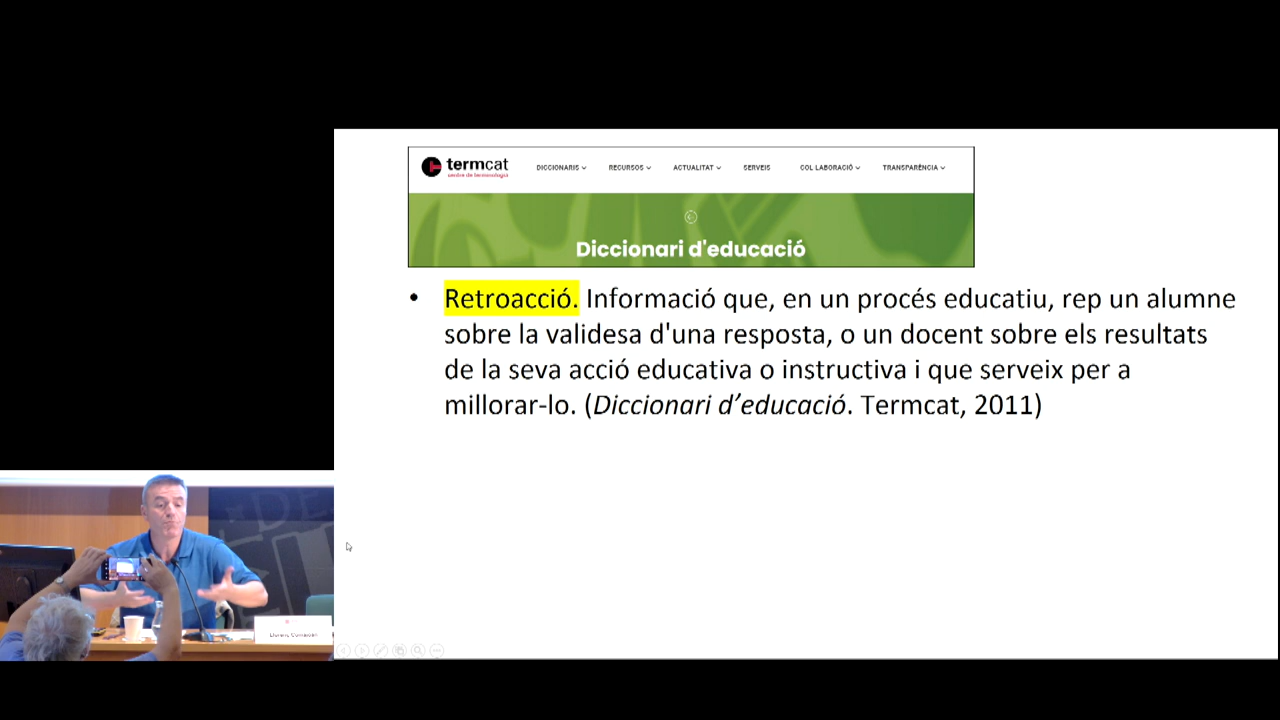 termcat
centre de terminologia
DICCIONARIS
RECURSOS
ACTUALITAT
SERVEIS
COL·LABORACIÓ
TRANSPARÈNCIA
Diccionari d'educació
• Retroacció. Informació que, en un procés educatiu, rep un alumne
sobre la validesa d'una resposta, o un docent sobre els resultats
de la seva acció educativa o instructiva i que serveix per a
millorar-lo. (Diccionari d’educació. Termcat, 2011)